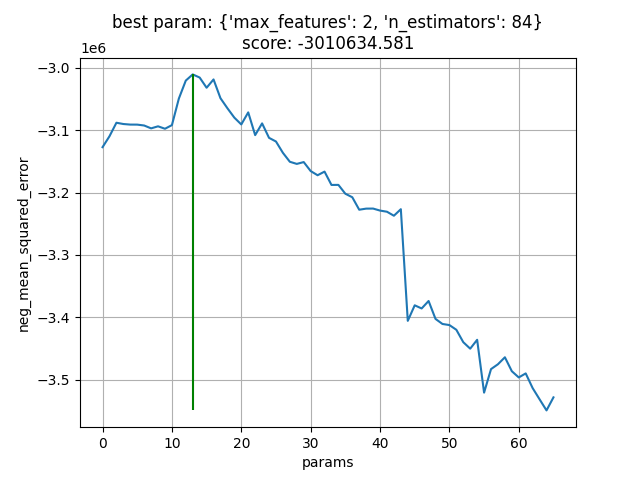 best param: {'max_features': 2, 'n_estimators': 84}
score: -3010634.581
1e6
−3.0
−3.1
−3.2
−3.3
−3.4
−3.5
neg_mean_squared_error
0 10 20 30 40 50 60
params